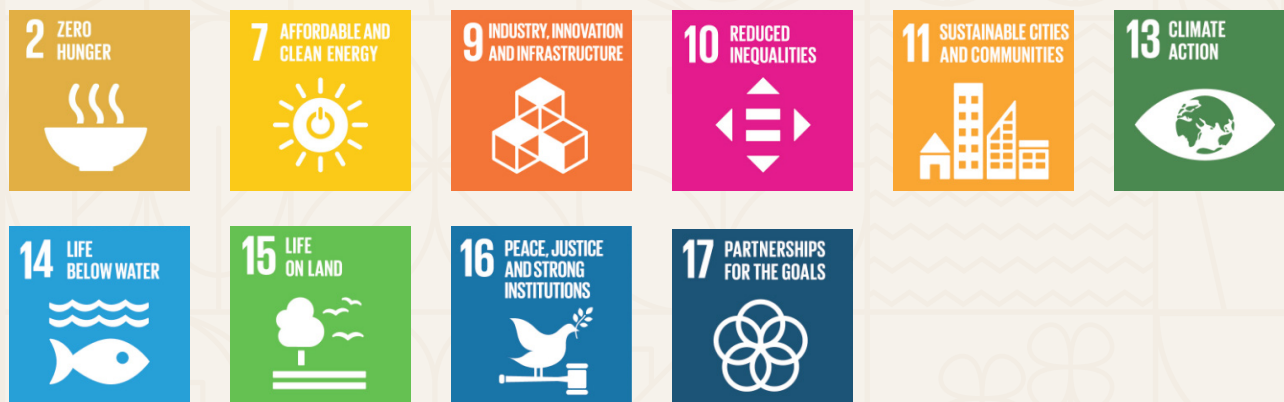 2 ZERO
HUNGER
7 AFFORDABLE AND
CLEAN ENERGY
9 INDUSTRY, INNOVATION
AND INFRASTRUCTURE
10 REDUCED
INEQUALITIES
11 SUSTAINABLE CITIES
AND COMMUNITIES
13 CLIMATE
ACTION
14 LIFE
BELOW WATER
15 LIFE
ON LAND
16 PEACE, JUSTICE
AND STRONG
INSTITUTIONS
17 PARTNERSHIPS
FOR THE GOALS